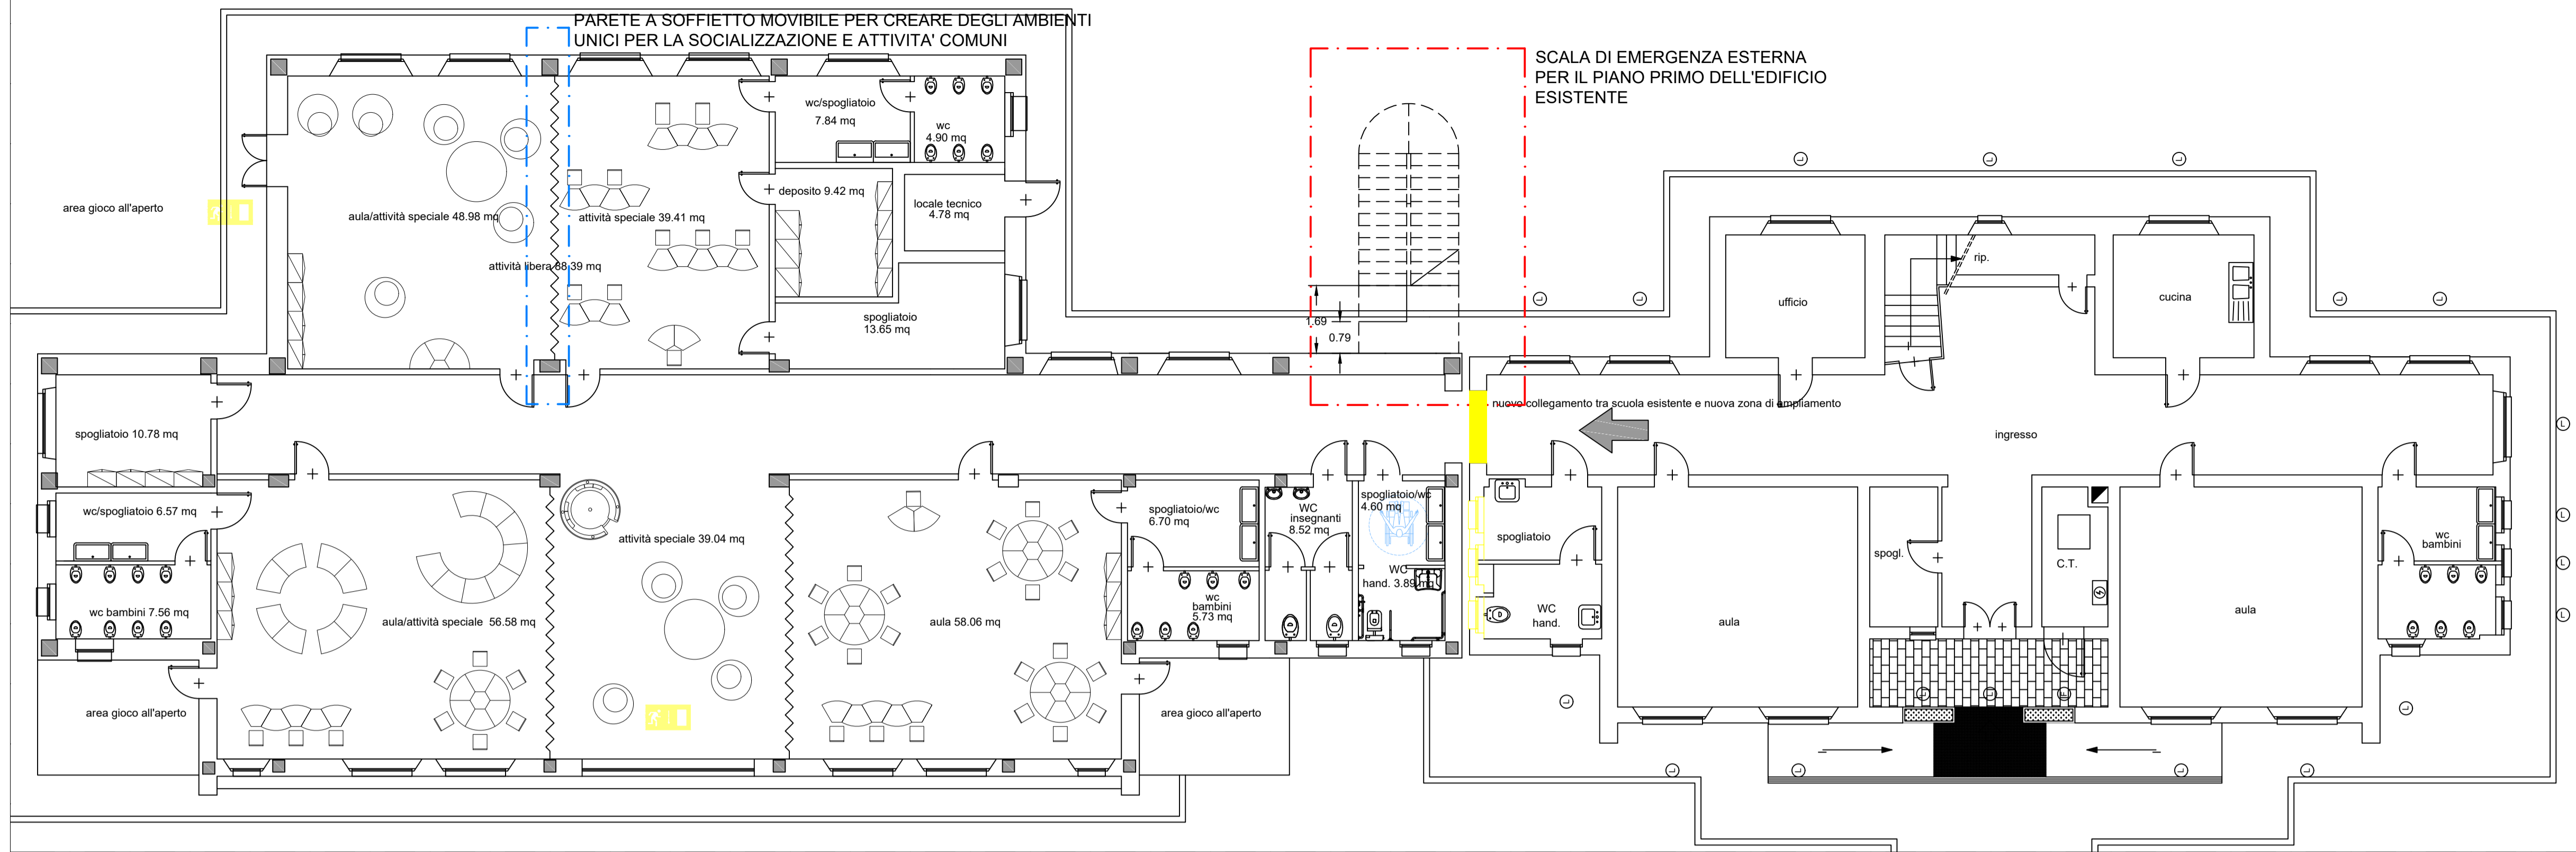 PARETE A SOFFIETTO MOVIBILE PER CREARE DEGLI AMBIENTI
UNICI PER LA SOCIALIZZAZIONE E ATTIVITA' COMUNI
SCALA DI EMERGENZA ESTERNA
PER IL PIANO PRIMO DELL'EDIFICIO
ESISTENTE
area gioco all'aperto
aula/attività speciale 48.98 mq
attività speciale 39.41 mq
attività libera 88.39 mq
wc/spogliatoio
7.84 mq
wc
4.90 mq
deposito 9.42 mq
locale tecnico
4.78 mq
spogliatoio
13.65 mq
1.69
0.79
ufficio
rip.
cucina
nuovo collegamento tra scuola esistente e nuova zona di ampliamento
ingresso
spogliatoio 10.78 mq
wc/spogliatoio 6.57 mq
wc bambini 7.56 mq
area gioco all'aperto
aula/attività speciale 56.58 mq
attività speciale 39.04 mq
aula 58.06 mq
spogliatoio/wc
6.70 mq
wc
bambini
5.73 mq
WC
insegnanti
8.52 mq
spogliatoio/wc
4.60 mq
WC
hand. 3.89 mq
area gioco all'aperto
spogliatoio
WC
hand.
aula
spogl.
C.T.
aula
wc
bambini
L
L
L
L
L
L
L
L
L
L
L
L
L
L
F
L
L
L
L
L
L